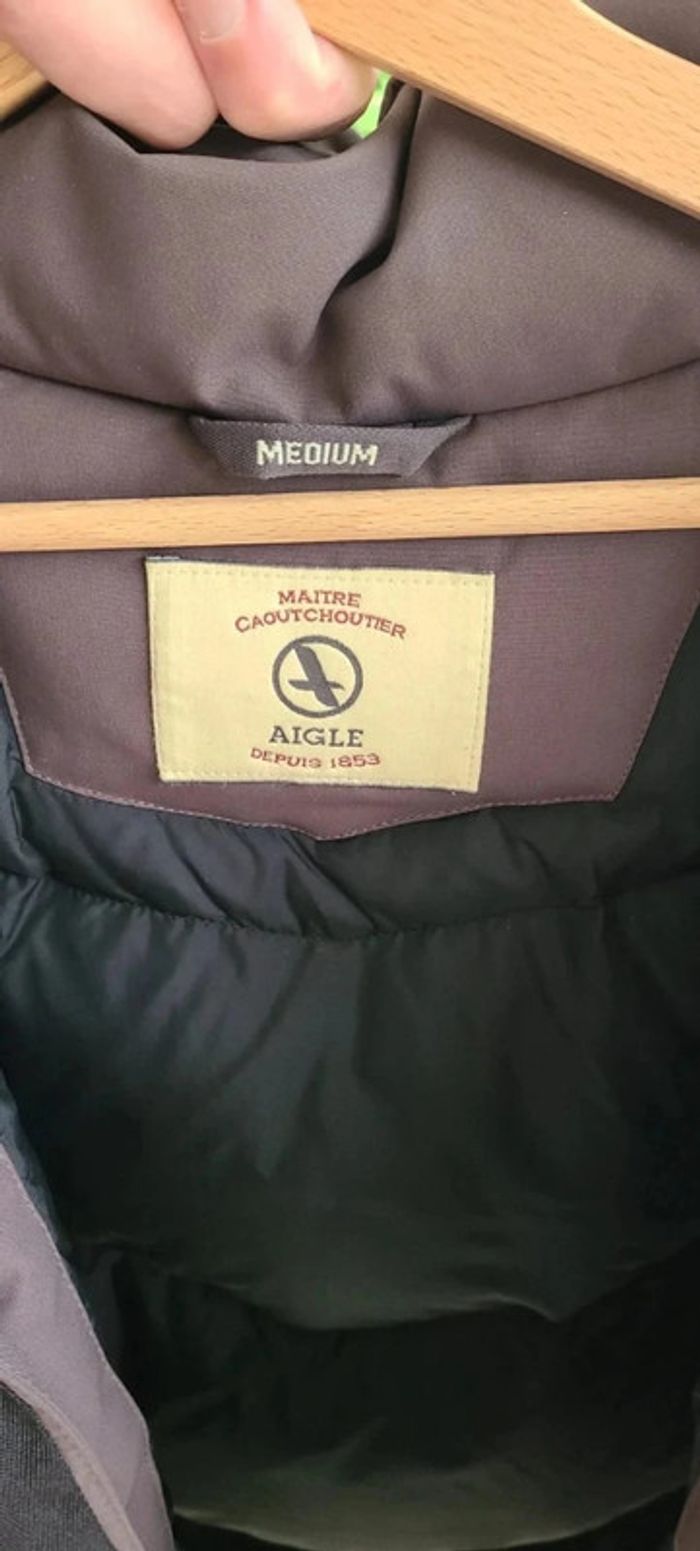 MEDIUM
MAITRE
CAOUTCHOUTIER
AIGLE
DEPUIS 1853